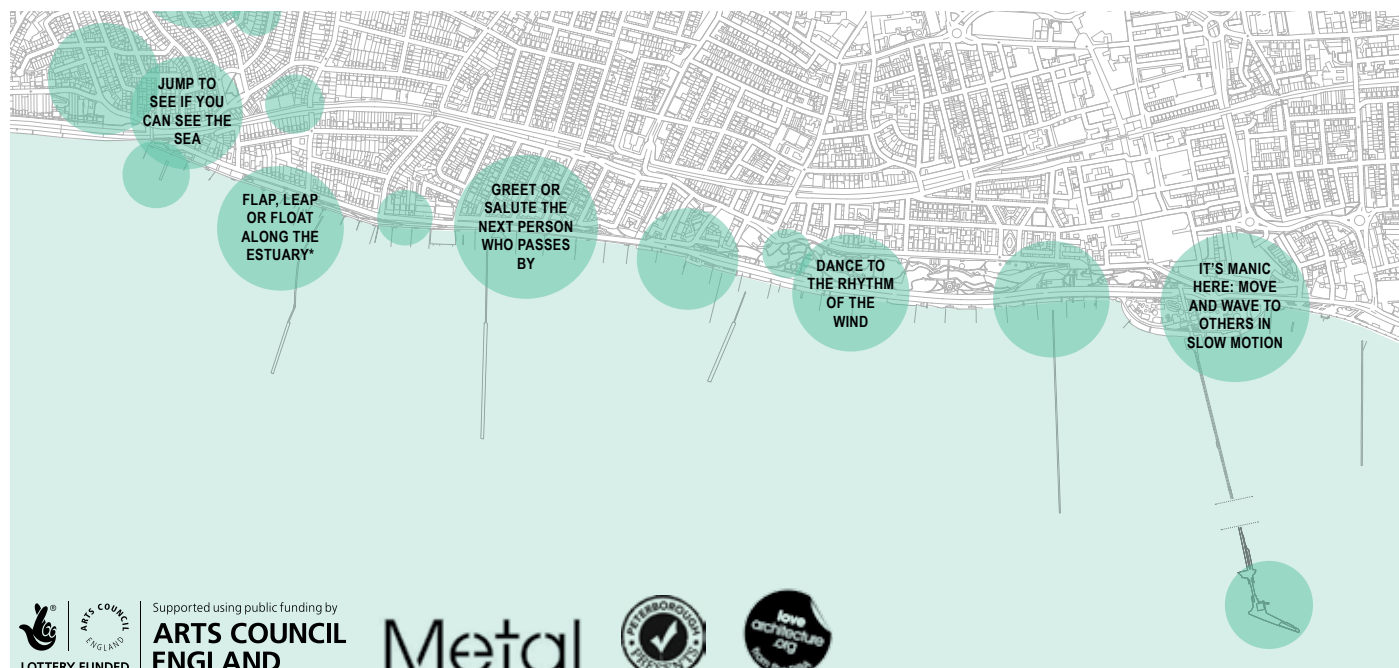 JUMP TO
SEE IF YOU
CAN SEE THE
SEA
FLAP, LEAP
OR FLOAT
ALONG THE
ESTUARY*
GREET OR
SALUTE THE
NEXT PERSON
WHO PASSES
BY
DANCE TO
THE RHYTHM
OF THE
WIND
IT'S MANIC
HERE: MOVE
AND WAVE TO
OTHERS IN
SLOW MOTION
®
LOTTERY FUNDED
ARTS COUNCIL
ENGLAND
Supported using public funding by
ARTS COUNCIL
ENGLAND
Metal
PETERBOROUGH
PRESENTS
love
architecture
.org
from the